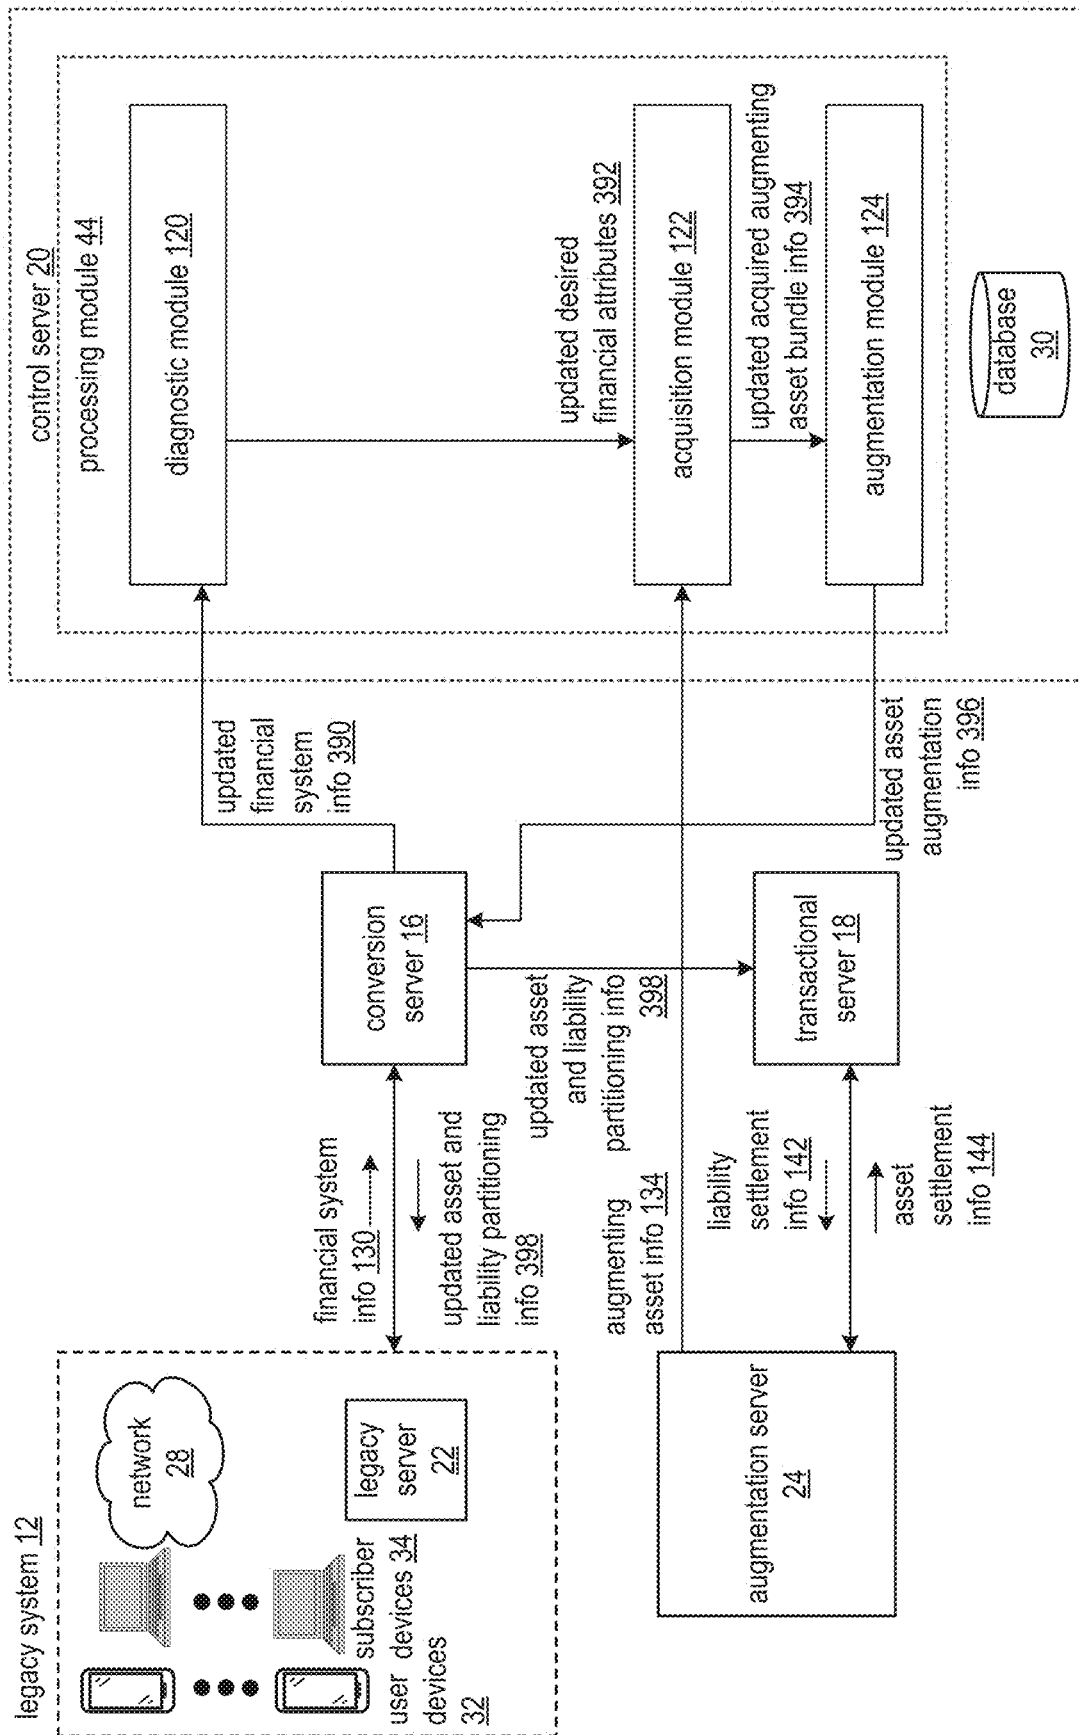 legacy system 12
network
28
legacy
server
22
subscriber
user devices 34
devices
32
financial system
info 130
updated asset and
liability partitioning
info 398
conversion
server 16
updated
financial
system
info 390
control server 20
processing module 44
diagnostic module 120
updated desired
financial attributes 392
acquisition module 122
updated acquired augmenting
asset bundle info 394
augmentation module 124
database
30
updated asset
and liability
partitioning info
398
augmenting
asset info 134
augmentation server
24
liability
settlement
info 142
asset
settlement
info 144
transactional
server 18
updated asset
augmentation
info 396